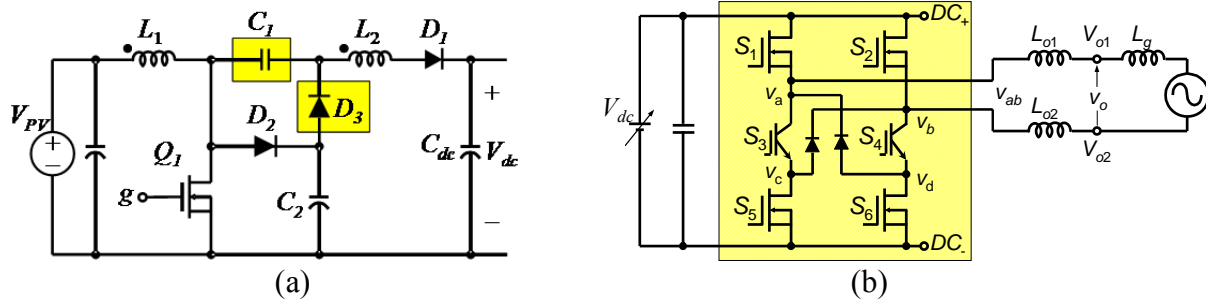 L1
C1
L2
D1
VPV
+
−
D2
D3
Q1
g
C2
Cdc
+
Vdc
−
(a)
DC+
S1
S2
Lo1
Vo1
Lg
va
vab
vo
Vdc
vb
Lo2
S3
S4
Vo2
vc
vd
S5
S6
DC-
(b)